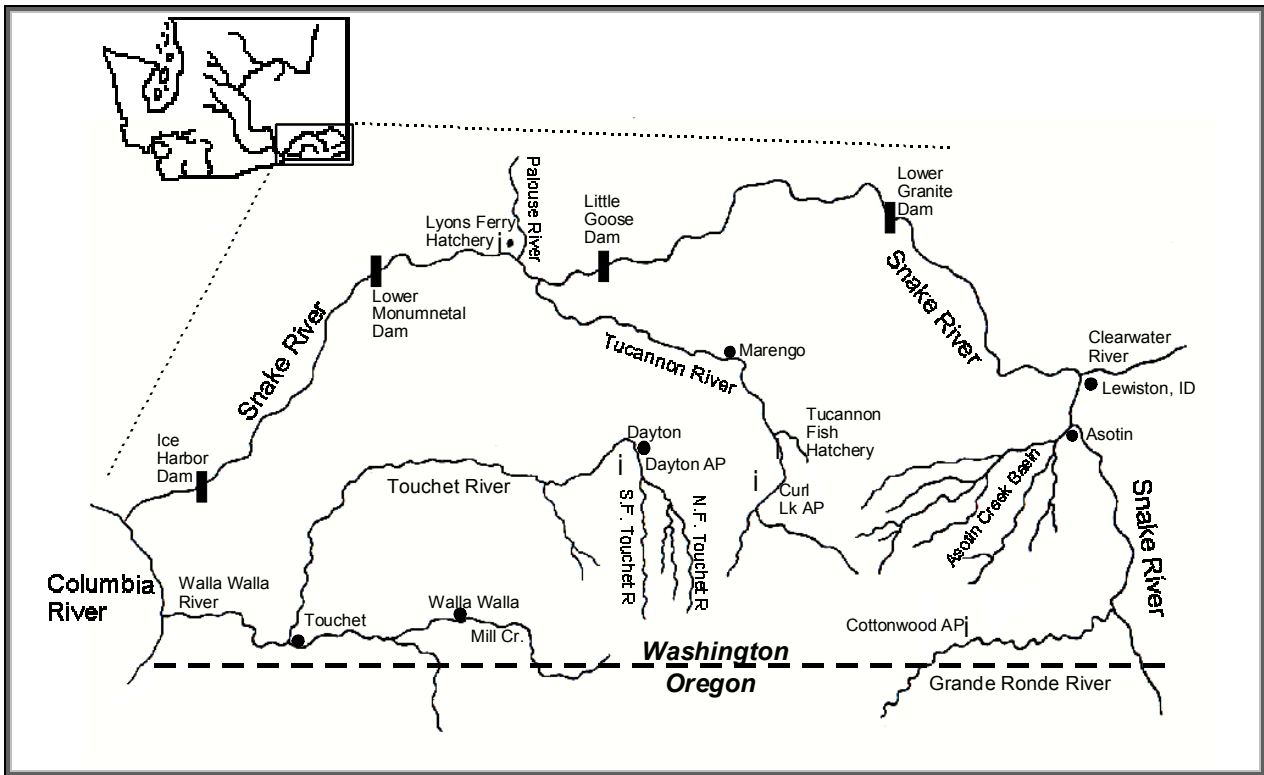 Palouse River
Lower
Granite
Dam
Little
Goose
Dam
Lyons Ferry
Hatchery
i
Snake River
Lower
Monumnetal
Dam
Snake River
Clearwater
River
Tucannon River
Marengo
Lewiston, ID
Tucannon
Fish
Hatchery
Dayton
Dayton AP
i
Asotin
Ice
Harbor
Dam
Touchet River
S.F. Touchet R
N.F. Touchet R
i
Curl
Lk AP
Asotin Creek Basin
Snake River
Columbia
River
Walla Walla
River
Touchet
Walla Walla
Mill Cr.
Cottonwood AP
i
Washington
Oregon
Grande Ronde River